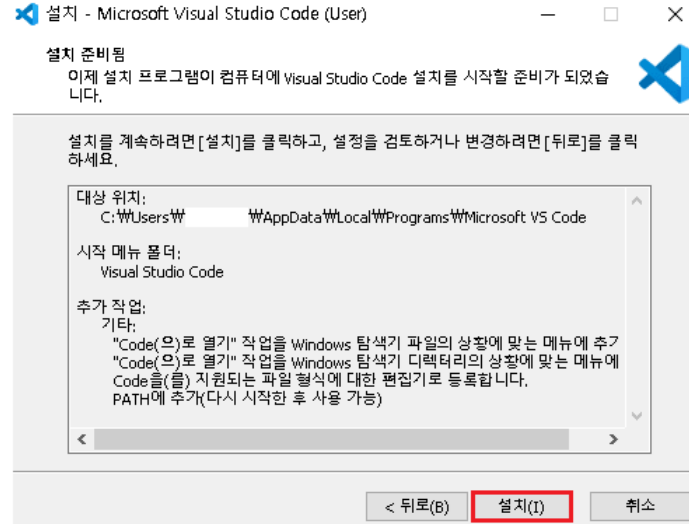 설치 - Microsoft Visual Studio Code (User)
설치 준비됨
이제 설치 프로그램이 컴퓨터에 Visual Studio Code 설치를 시작할 준비가 되었습
니다.
설치를 계속하려면 [설치]를 클릭하고, 설정을 검토하거나 변경하려면 [뒤로]를 클릭
하세요.
대상 위치:
C:₩Users₩ ₩AppData₩Local₩Programs₩Microsoft VS Code
시작 메뉴 폴더:
Visual Studio Code
추가 작업:
기타:
"Code(으)로 열기" 작업을 Windows 탐색기 파일의 상황에 맞는 메뉴에 추가
"Code(으)로 열기" 작업을 Windows 탐색기 디렉터리의 상황에 맞는 메뉴에
Code을(를) 지원되는 파일 형식에 대한 편집기로 등록합니다.
PATH에 추가(다시 시작한 후 사용 가능)
< 뒤로(B) 설치(I) 취소